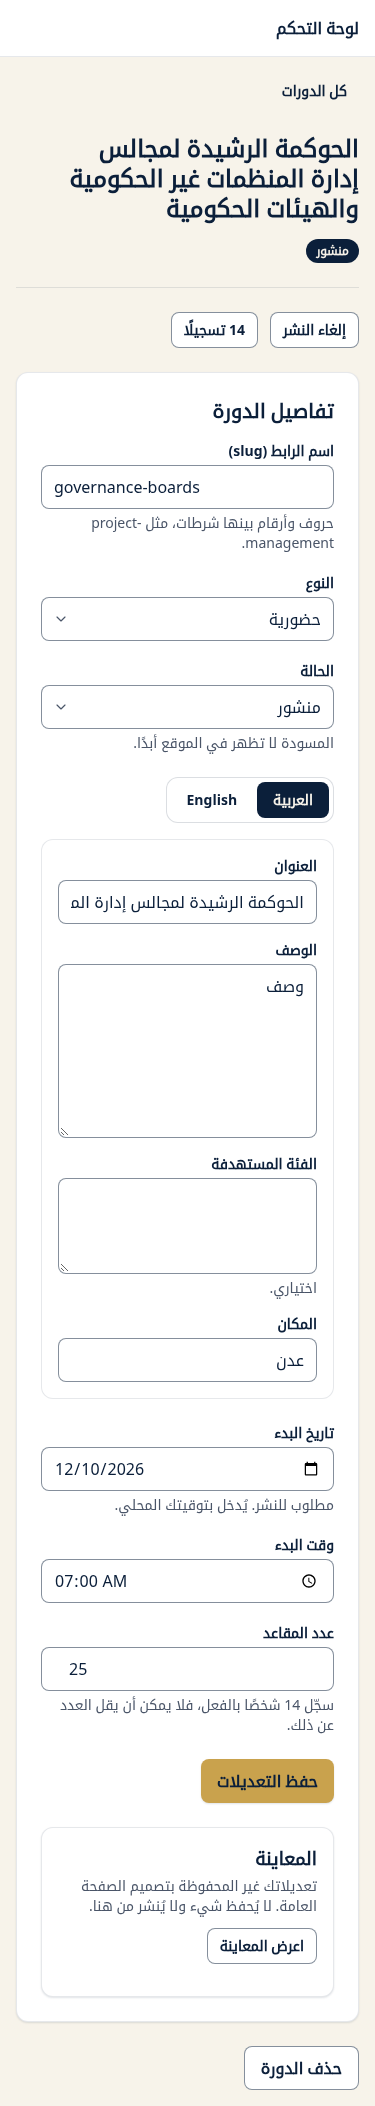 لوحة التحكم
كل الدورات
الحوكمة الرشيدة لمجالس
إدارة المنظمات غير الحكومية
والهيئات الحكومية
منشور
إلغاء النشر
14 تسجيلًا
تفاصيل الدورة
اسم الرابط (slug)
governance-boards
حروف وأرقام بينها شرطات، مثل project-
management.
النوع
حضورية
الحالة
منشور
المسودة لا تظهر في الموقع أبدًا.
العربية
English
العنوان
الحوكمة الرشيدة لمجالس إدارة الم
الوصف
وصف
الفئة المستهدفة
اختياري.
المكان
عدن
تاريخ البدء
12/10/2026
مطلوب للنشر. يُدخل بتوقيتك المحلي.
وقت البدء
07:00 AM
عدد المقاعد
25
سجّل 14 شخصًا بالفعل، فلا يمكن أن يقل العدد
عن ذلك.
حفظ التعديلات
المعاينة
تعديلاتك غير المحفوظة بتصميم الصفحة
العامة. لا يُحفظ شيء ولا يُنشر من هنا.
اعرض المعاينة
حذف الدورة